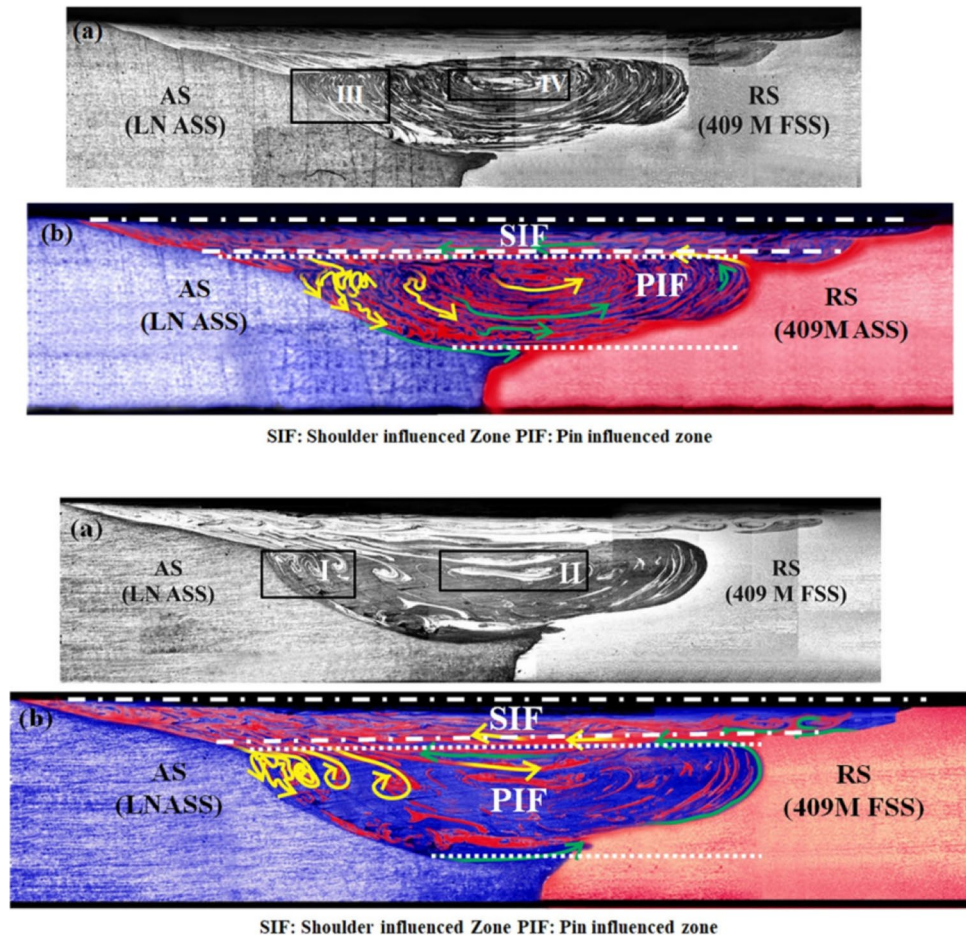 (a)
III
IV
AS
(LN ASS)
RS
(409 M FSS)
(b)
SIF
PIF
AS
(LN ASS)
RS
(409M ASS)
SIF: Shoulder influenced Zone PIF: Pin influenced zone
(a)
I
II
AS
(LN ASS)
RS
(409 M FSS)
(b)
SIF
AS
(LNASS)
PIF
RS
(409M FSS)
SIF: Shoulder influenced Zone PIF: Pin influenced zone